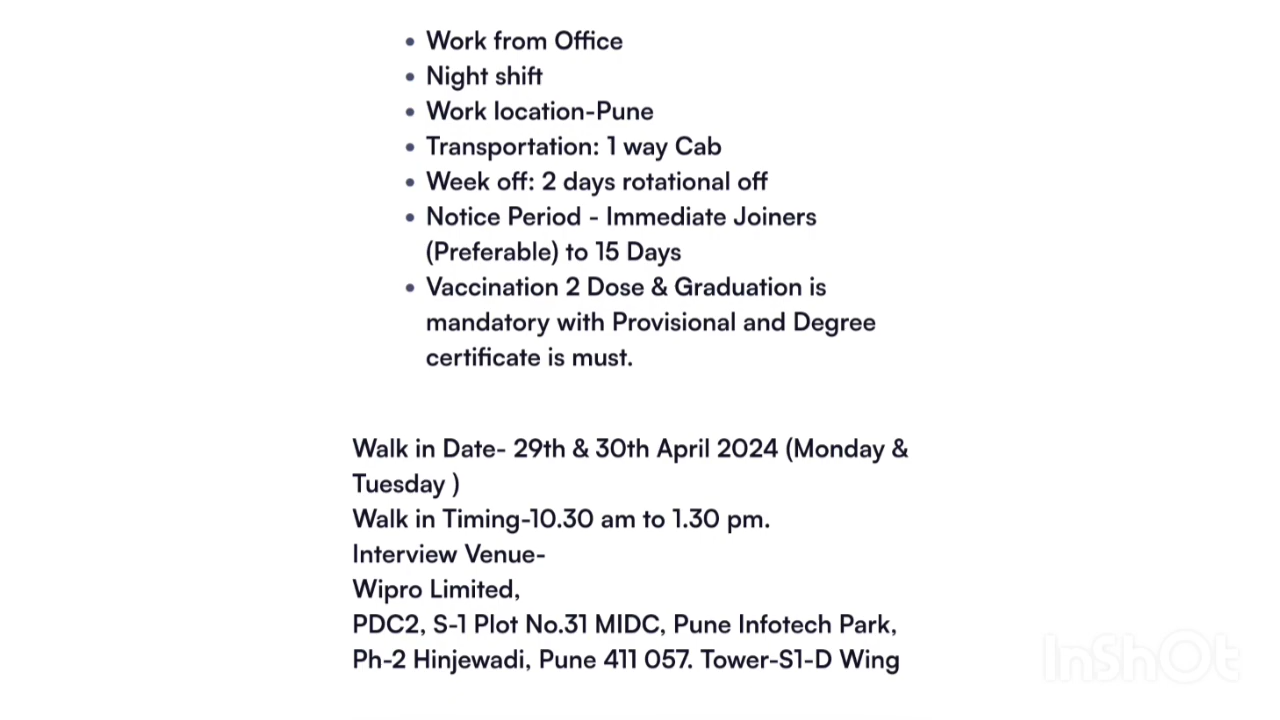 • Work from Office
• Night shift
• Work location-Pune
• Transportation: 1 way Cab
• Week off: 2 days rotational off
• Notice Period - Immediate Joiners
(Preferable) to 15 Days
• Vaccination 2 Dose & Graduation is
mandatory with Provisional and Degree
certificate is must.
Walk in Date- 29th & 30th April 2024 (Monday &
Tuesday )
Walk in Timing-10.30 am to 1.30 pm.
Interview Venue-
Wipro Limited,
PDC2, S-1 Plot No.31 MIDC, Pune Infotech Park,
Ph-2 Hinjewadi, Pune 411 057. Tower-S1-D Wing
InShOt